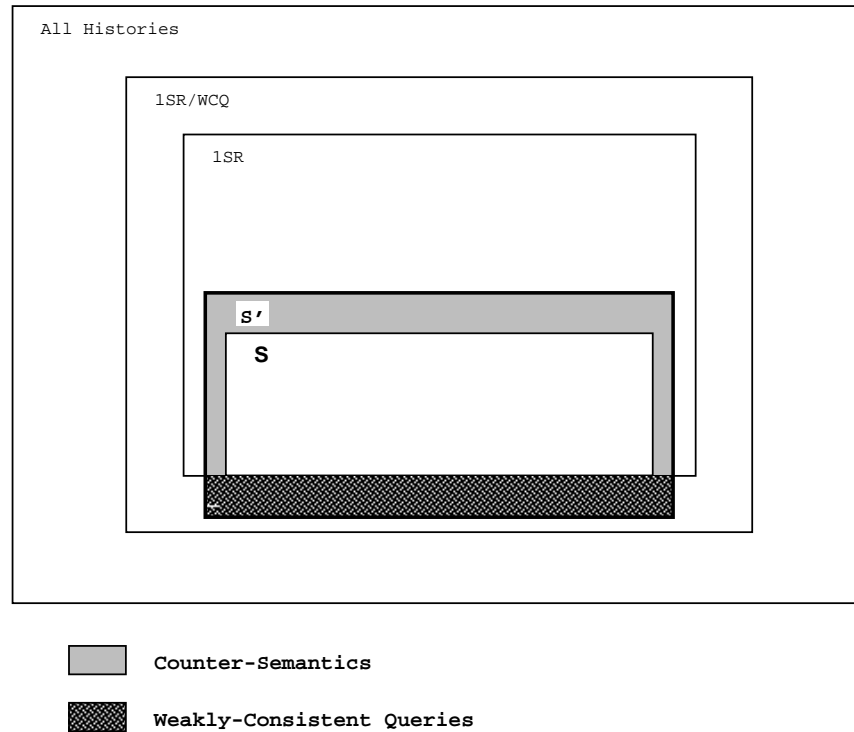 All Histories
1SR/WCQ
1SR
S'
S
Counter-Semantics
Weakly-Consistent Queries